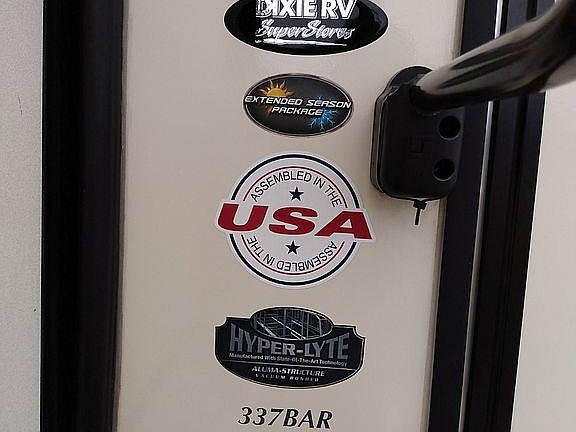 DIXIE RV
SuperStores
EXTENDED SEASON
PACKAGE
ASSEMBLED IN THE
USA
ASSEMBLED IN THE
HYPER-LYTE
Manufactured With State-Of-The-Art Technology
ALUMA-STRUCTURE
VACUUM BONDED
337BAR